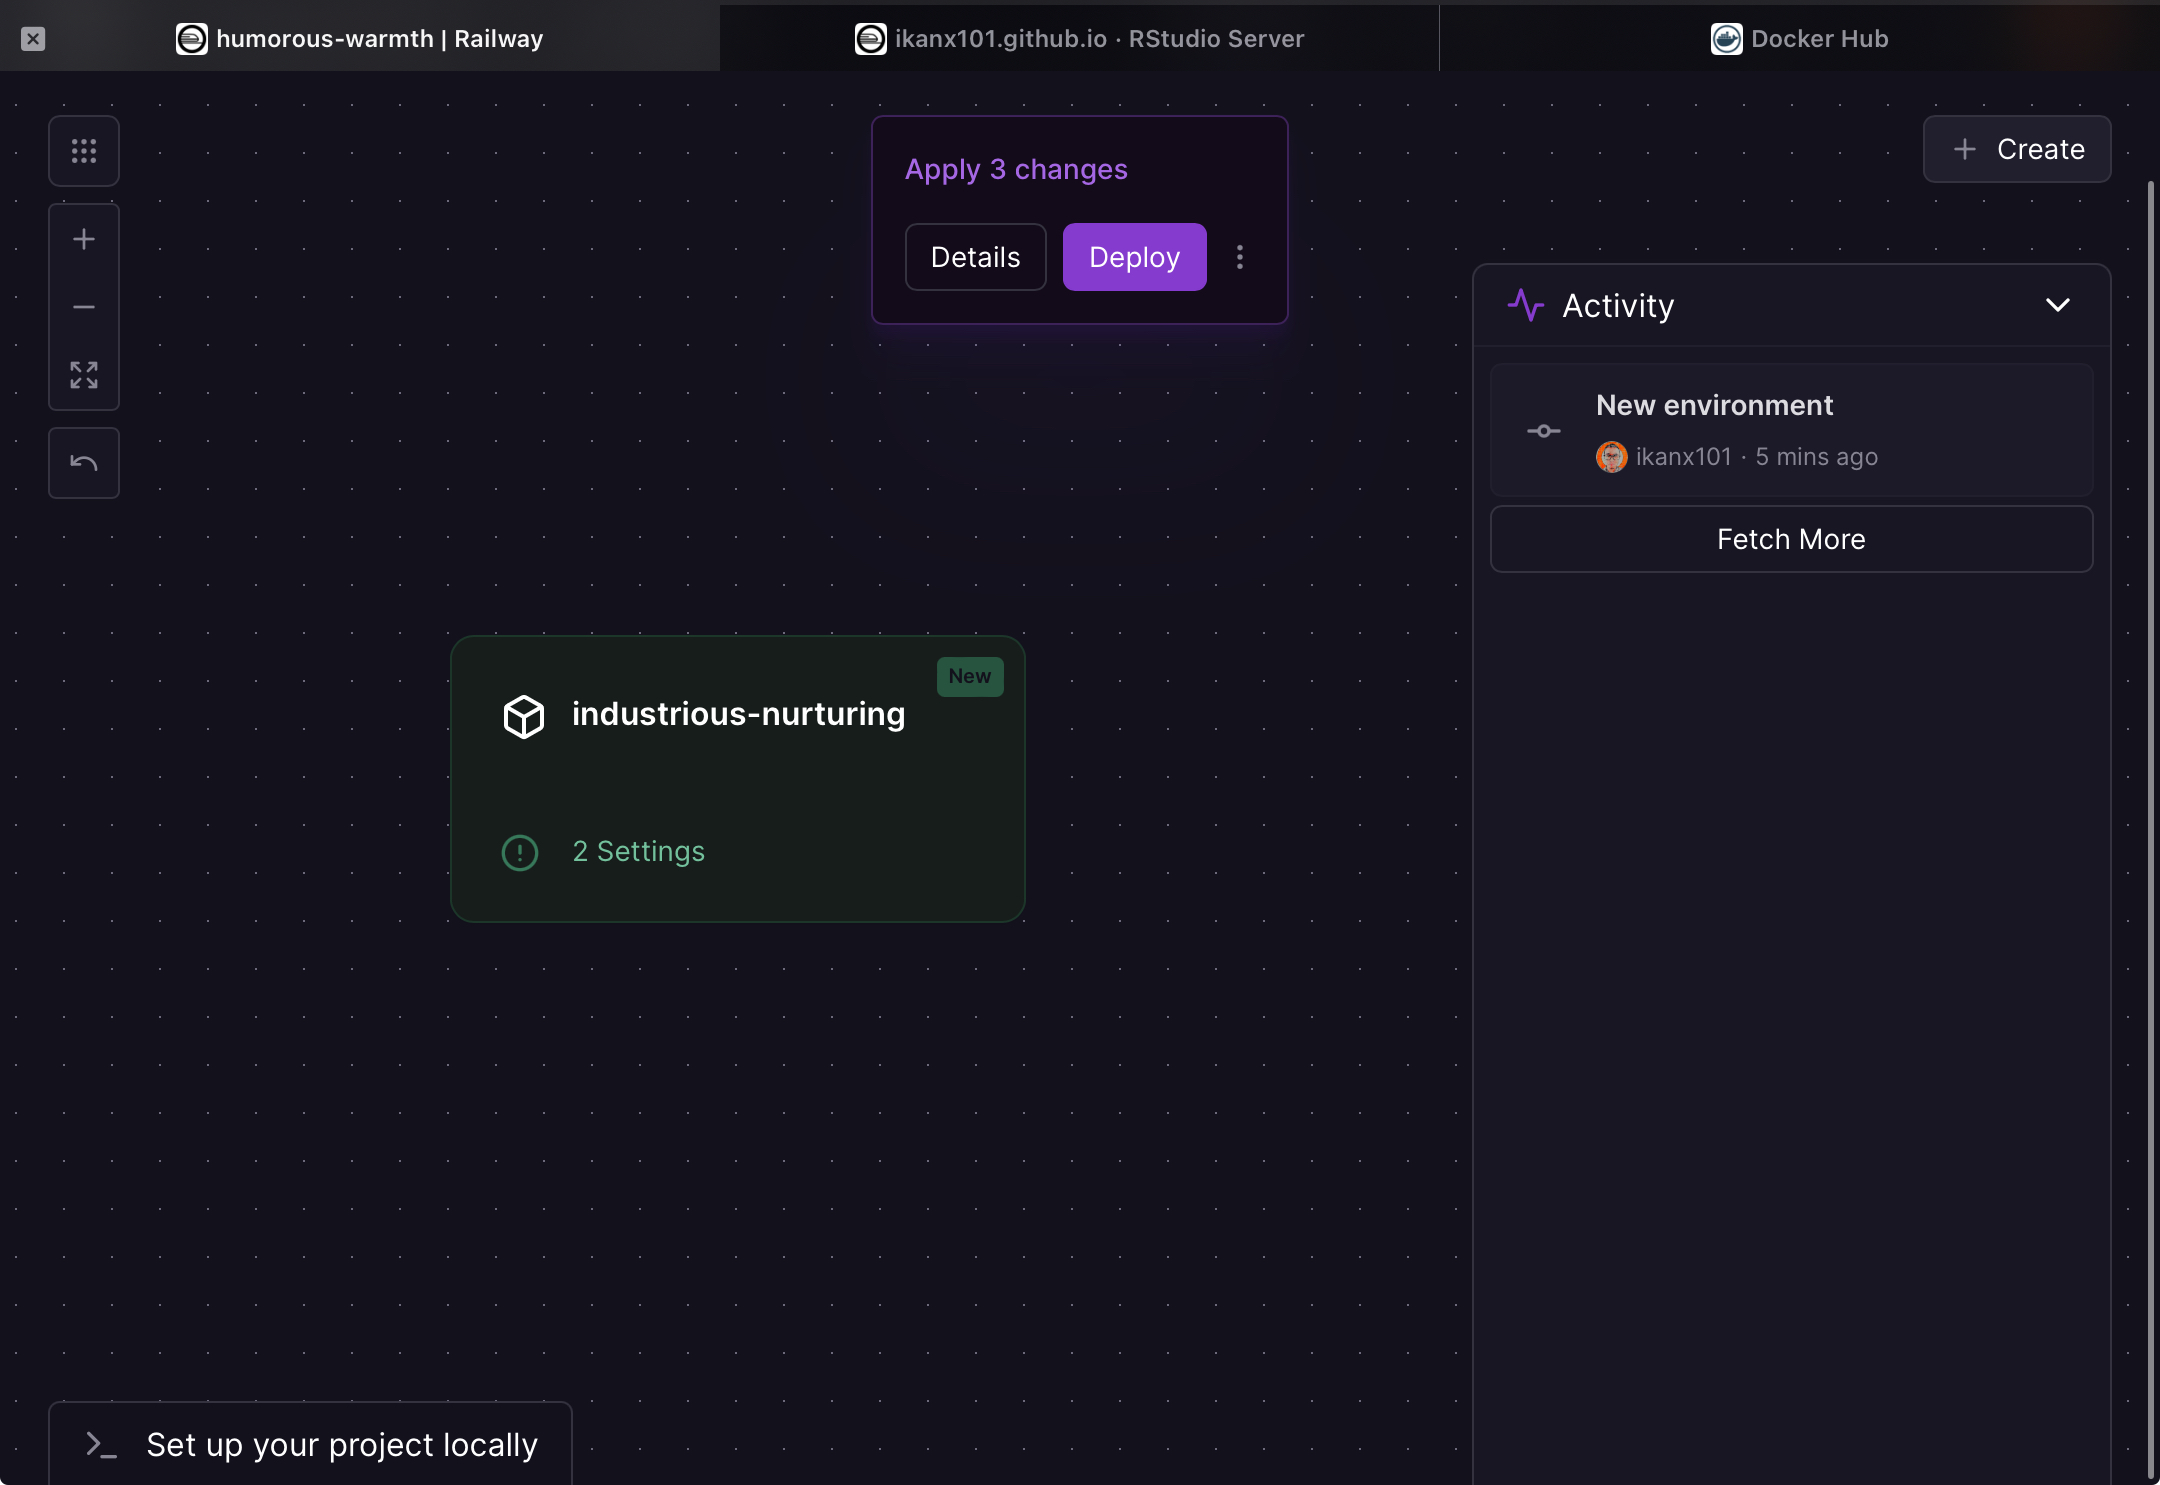 humorous-warmth | Railway
ikanx101.github.io · RStudio Server
Docker Hub
Apply 3 changes
Details
Deploy
Create
Activity
New environment
ikanx101 · 5 mins ago
Fetch More
New
industrious-nurturing
2 Settings
Set up your project locally